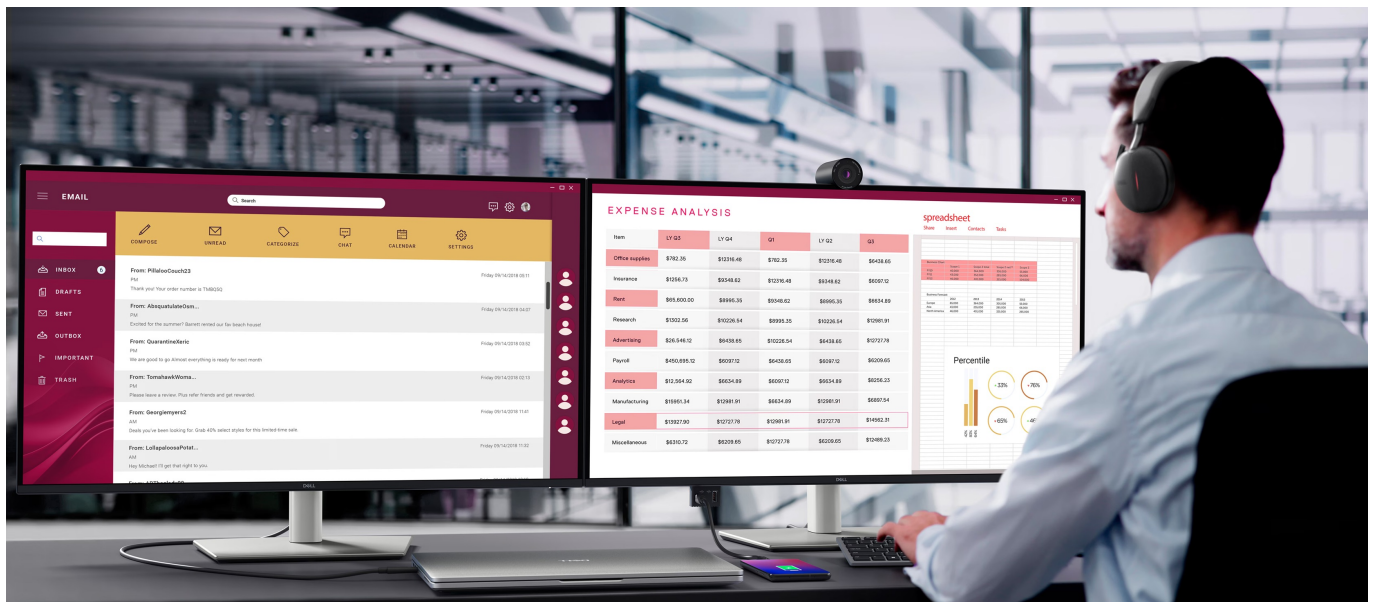 EMAIL
Search
COMPOSE
UNREAD
CATEGORIZE
CHAT
CALENDAR
SETTINGS
INBOX 6
DRAFTS
SENT
OUTBOX
IMPORTANT
TRASH
From: PillalooCouch23
Friday 09/14/2018 05:11
PM
Thank you! Your order number is TMBIJSQ
From: AbsquatulateOsm...
Friday 09/14/2018 04:07
PM
Excited for the summer? Barrett rented our fav beach house!
From: QuarantineXeric
Friday 09/14/2018 03:52
PM
We are good to go Almost everything is ready for next month
From: TomahawkWoma...
Friday 09/14/2018 02:13
PM
Please leave a review. Plus refer friends and get rewarded.
From: Georgiemyers2
Friday 09/14/2018 11:41
AM
Deals you've been looking for: Grab 40% select styles for this limited-time sale.
From: LollapaloosaPotat...
Friday 09/14/2018 11:32
AM
Hey Michael! I'll get that right to you.
DELL
EXPENSE ANALYSIS
Item LY Q3 LY Q4 Q1 LY Q2 Q3
Office supplies $782.35 $12316.48 $782.35 $12316.48 $6438.65
Insurance $1256.73 $9348.62 $12316.48 $9348.62 $6097.12
Rent $65,600.00 $8995.35 $9348.62 $8995.35 $6634.89
Research $1302.56 $10226.54 $8995.35 $10226.54 $12981.91
Advertising $26.546.12 $6438.65 $10226.54 $6438.65 $12727.78
Payroll $450,695.12 $6097.12 $6438.65 $6097.12 $6209.65
Analytics $12,564.92 $6634.89 $6097.12 $6634.89 $8256.23
Manufacturing $15951.34 $12981.91 $6634.89 $12981.91 $6897.54
Legal $13927.90 $12727.78 $12981.91 $12727.78 $14562.31
Miscellaneous $6310.72 $6209.65 $12727.78 $6209.65 $12489.23
spreadsheet
Share Insert Contacts Tasks
Percentile
- 33%
-76%
+65%
DELL